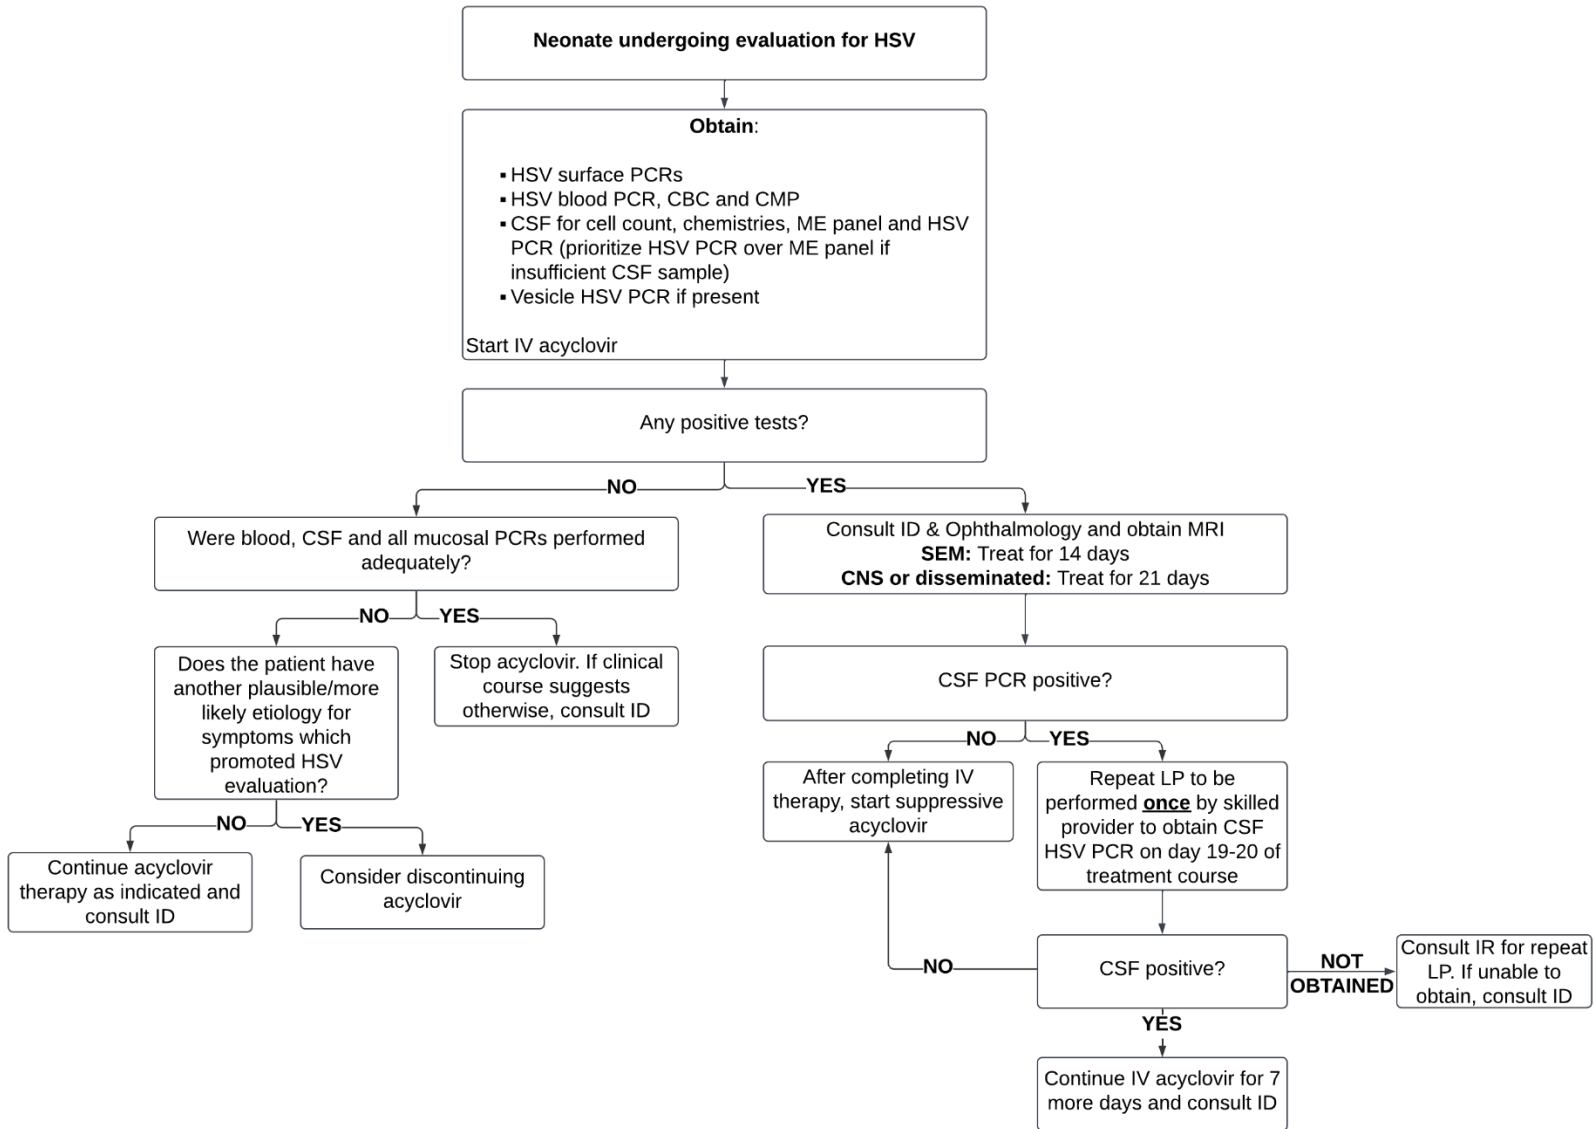 Neonate undergoing evaluation for HSV
Obtain:
▪ HSV surface PCRs
▪ HSV blood PCR, CBC and CMP
▪ CSF for cell count, chemistries, ME panel and HSV
PCR (prioritize HSV PCR over ME panel if
insufficient CSF sample)
▪ Vesicle HSV PCR if present
Start IV acyclovir
Any positive tests?
NO
YES
Were blood, CSF and all mucosal PCRs performed
adequately?
Consult ID & Ophthalmology and obtain MRI
SEM: Treat for 14 days
CNS or disseminated: Treat for 21 days
NO
YES
Does the patient have
another plausible/more
likely etiology for
symptoms which
promoted HSV
evaluation?
Stop acyclovir. If clinical
course suggests
otherwise, consult ID
CSF PCR positive?
NO
YES
NO
YES
Continue acyclovir
therapy as indicated and
consult ID
Consider discontinuing
acyclovir
After completing IV
therapy, start suppressive
acyclovir
Repeat LP to be
performed once by skilled
provider to obtain CSF
HSV PCR on day 19-20 of
treatment course
CSF positive?
NO
NOT
OBTAINED
Consult IR for repeat
LP. If unable to
obtain, consult ID
YES
Continue IV acyclovir for 7
more days and consult ID